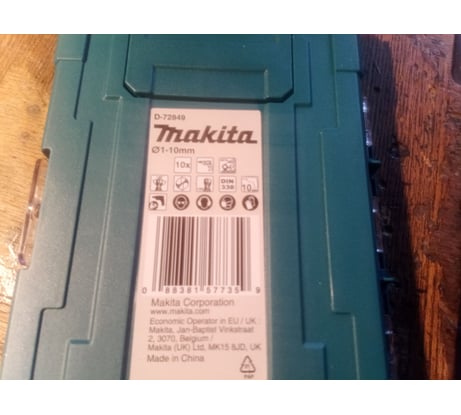 D-72849
makita
Ø1-10mm
10x
DIN
338
10
0 88381 57735 9
Makita Corporation
www.makita.com
Economic Operator in EU / UK :
Makita, Jan-Baptist Vinkstraat
2, 3070, Belgium /
Makita (UK) Ltd, MK15 8JD, UK
Made in China
PAP